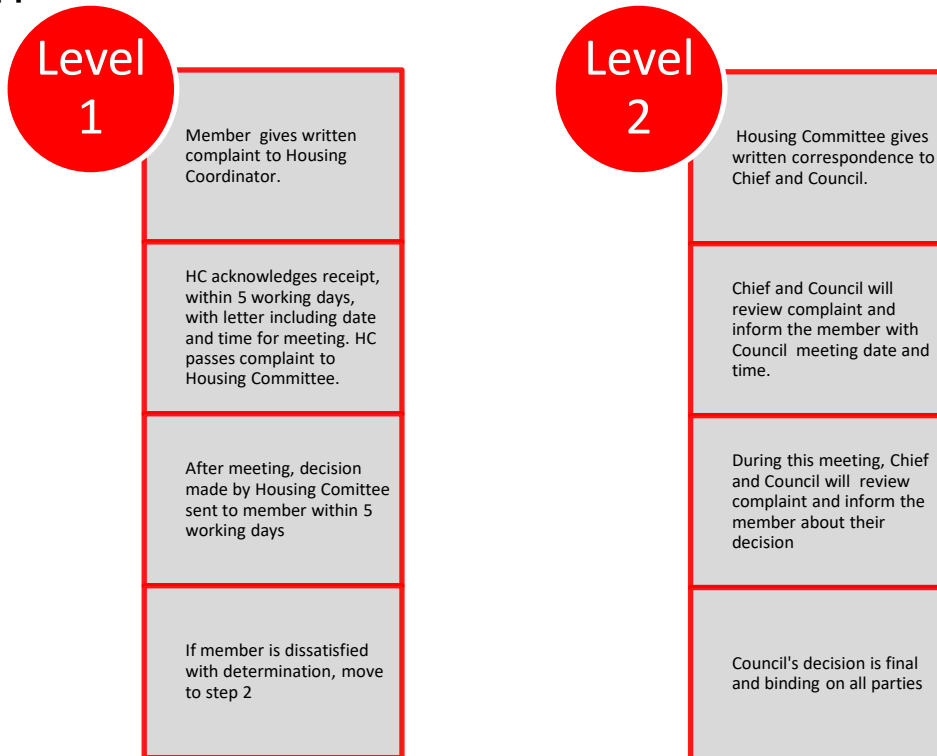 Level
1
Member  gives written
complaint to Housing
Coordinator.
HC acknowledges receipt,
within 5 working days,
with letter including date
and time for meeting. HC
passes complaint to
Housing Committee.
After meeting, decision
made by Housing Comittee
sent to member within 5
working days
If member is dissatisfied
with determination, move
to step 2
Level
2
Housing Committee gives
written correspondence to
Chief and Council.
Chief and Council will
review complaint and
inform the member with
Council  meeting date and
time.
During this meeting, Chief
and Council will  review
complaint and inform the
member about their
decision
Council's decision is final
and binding on all parties